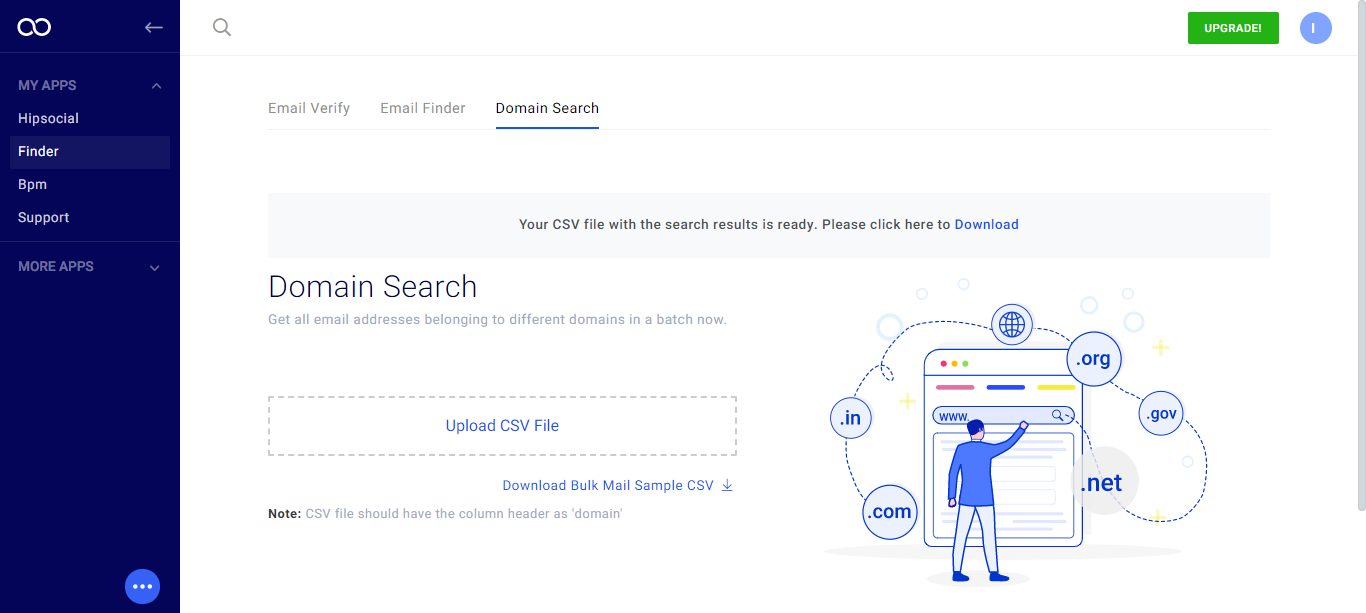 UPGRADE!
I
MY APPS
Hipsocial
Finder
Bpm
Support
MORE APPS
Email Verify
Email Finder
Domain Search
Your CSV file with the search results is ready. Please click here to Download
Domain Search
Get all email addresses belonging to different domains in a batch now.
Upload CSV File
Download Bulk Mail Sample CSV
Note: CSV file should have the column header as 'domain'
.org
.in
www.
.gov
.net
.com